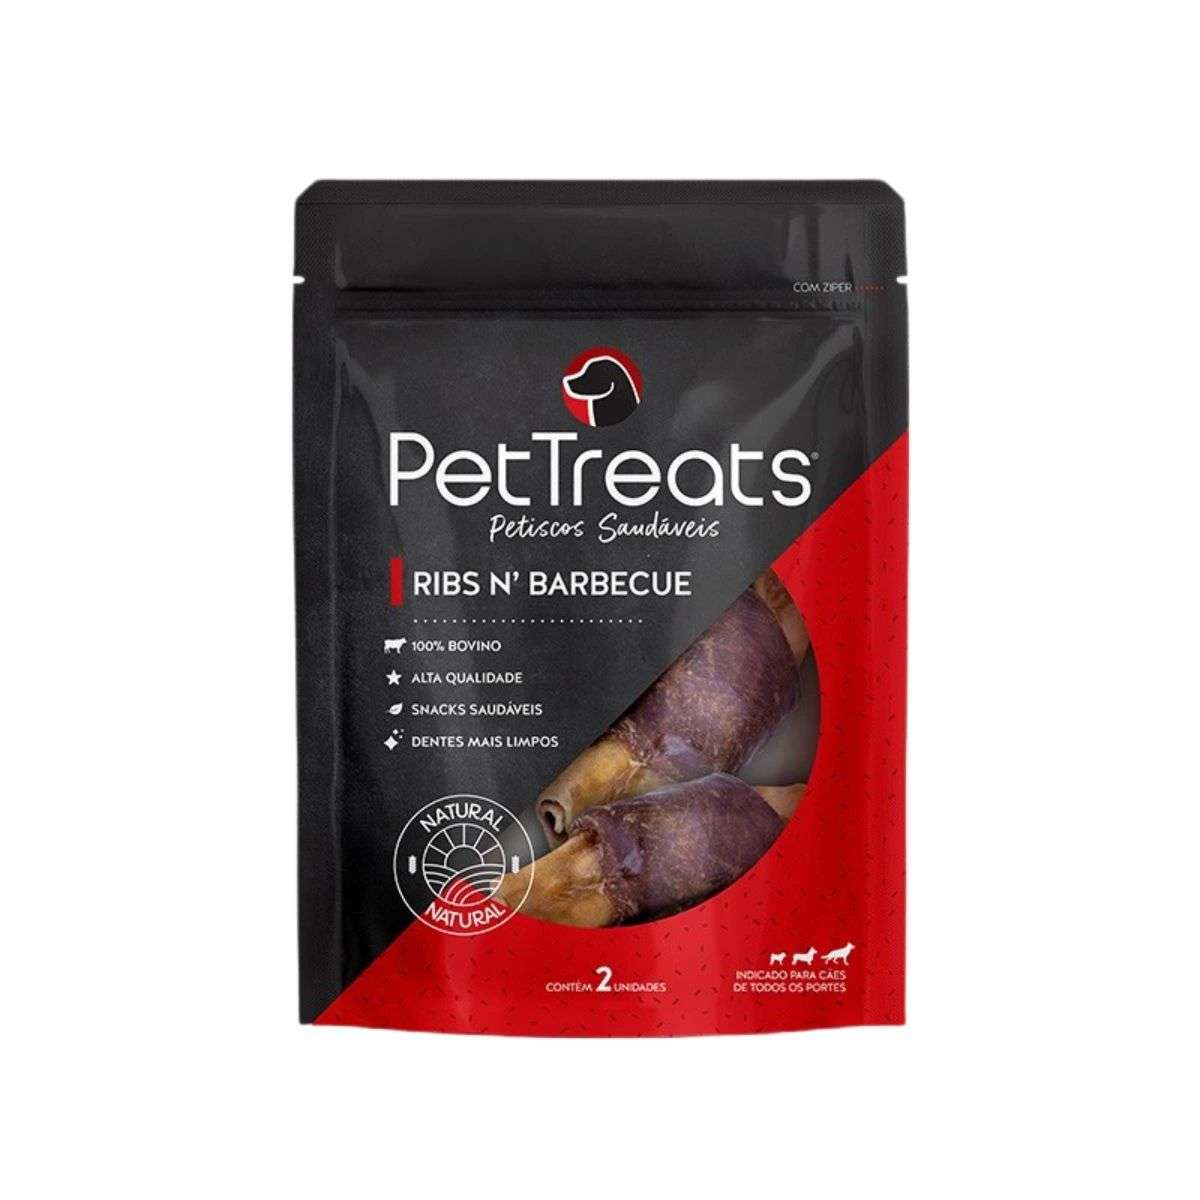 COM ZIPER
PetTreats®
Petiscos Saudáveis
RIBS N' BARBECUE
100% BOVINO
ALTA QUALIDADE
SNACKS SAUDÁVEIS
DENTES MAIS LIMPOS
NATURAL
NATURAL
CONTÉM 2 UNIDADES
INDICADO PARA CÃES
DE TODOS OS PORTES